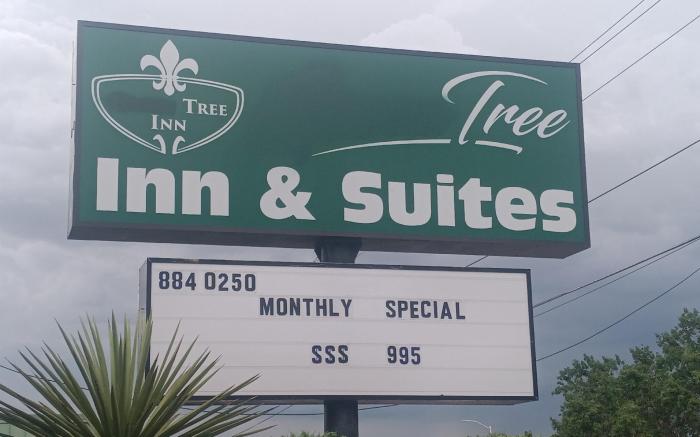 Tree
Inn
Tree
Inn & Suites
884 0250
MONTHLY SPECIAL
SSS 995